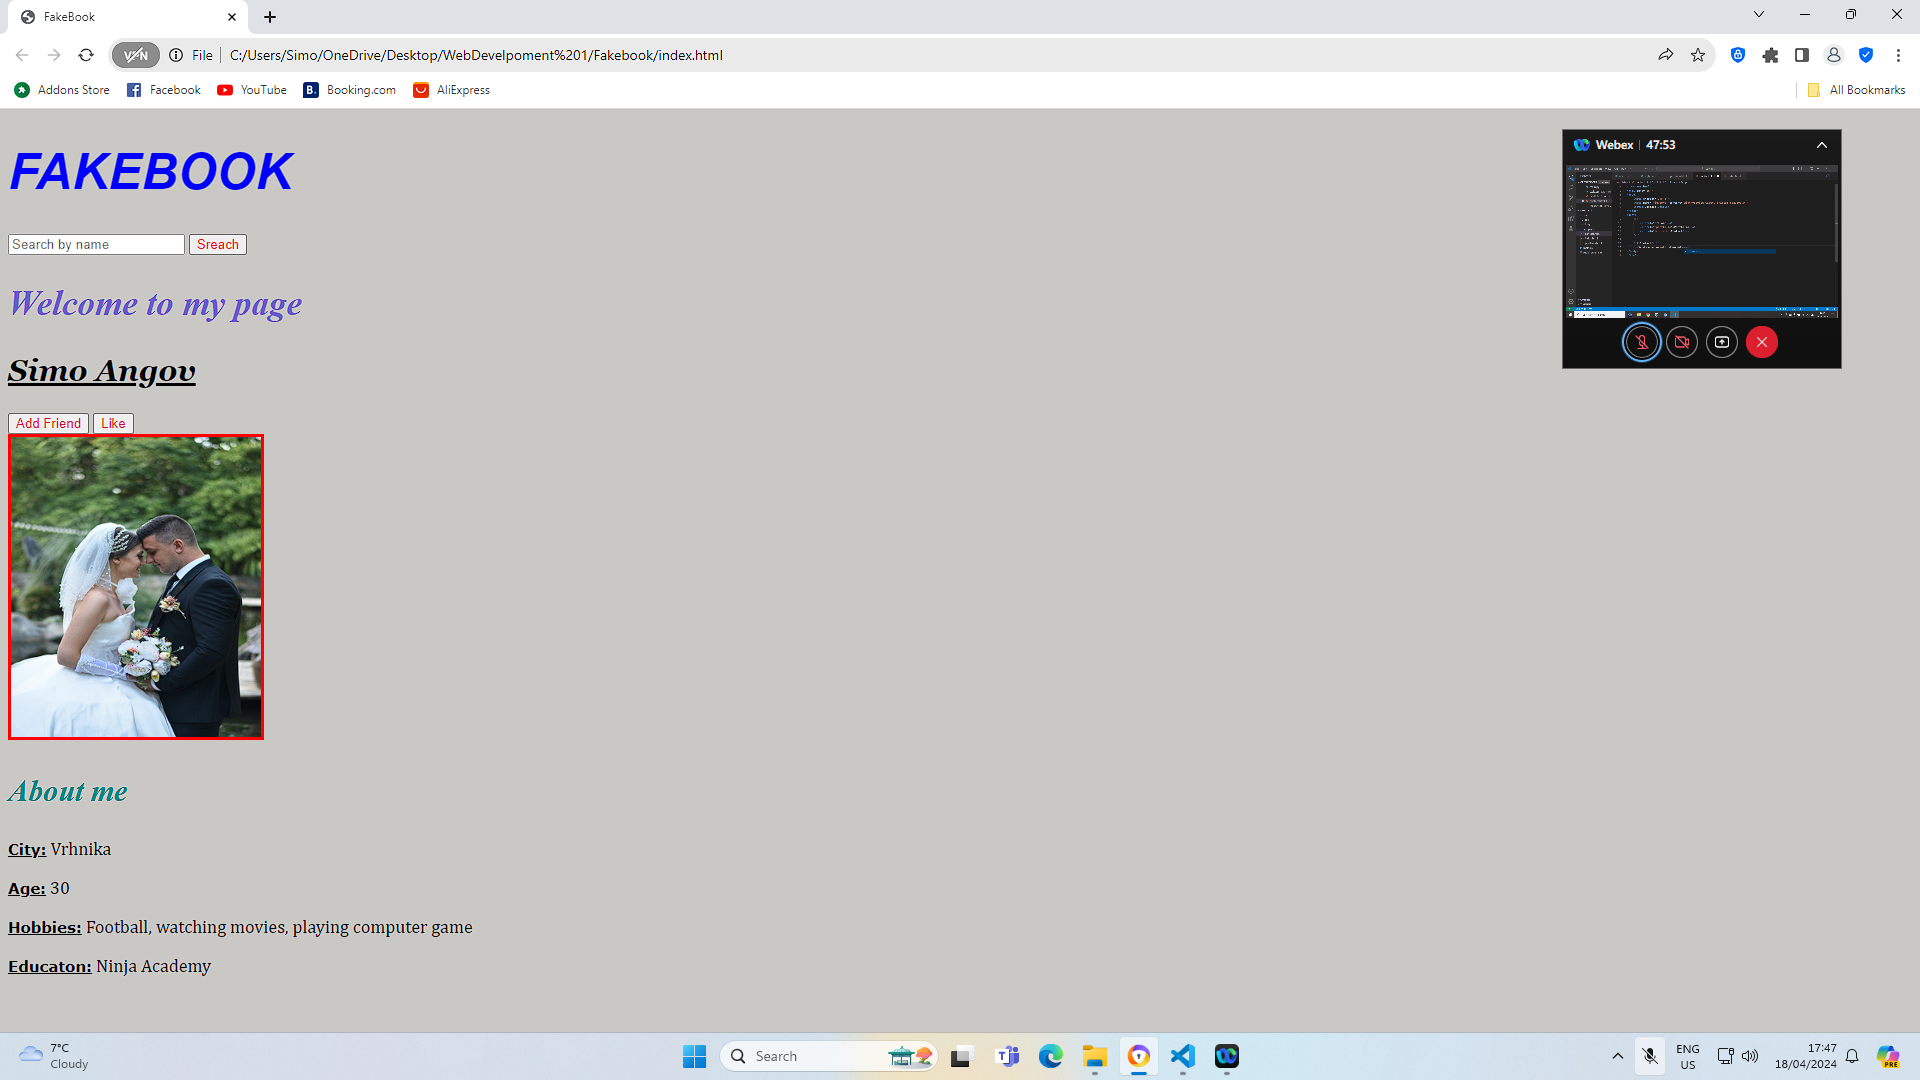 FakeBook
VPN
File
C:/Users/Simo/OneDrive/Desktop/WebDevelpoment%201/Fakebook/index.html
Addons Store
Facebook
YouTube
B.
Booking.com
AliExpress
All Bookmarks
FAKEBOOK
Webex | 47:53
Search by name
Sreach
Welcome to my page
Simo Angov
Add Friend
Like
About me
City: Vrhnika
Age: 30
Hobbies: Football, watching movies, playing computer game
Educaton: Ninja Academy
7°C
Cloudy
Search
ENG
US
17:47
18/04/2024
PRE